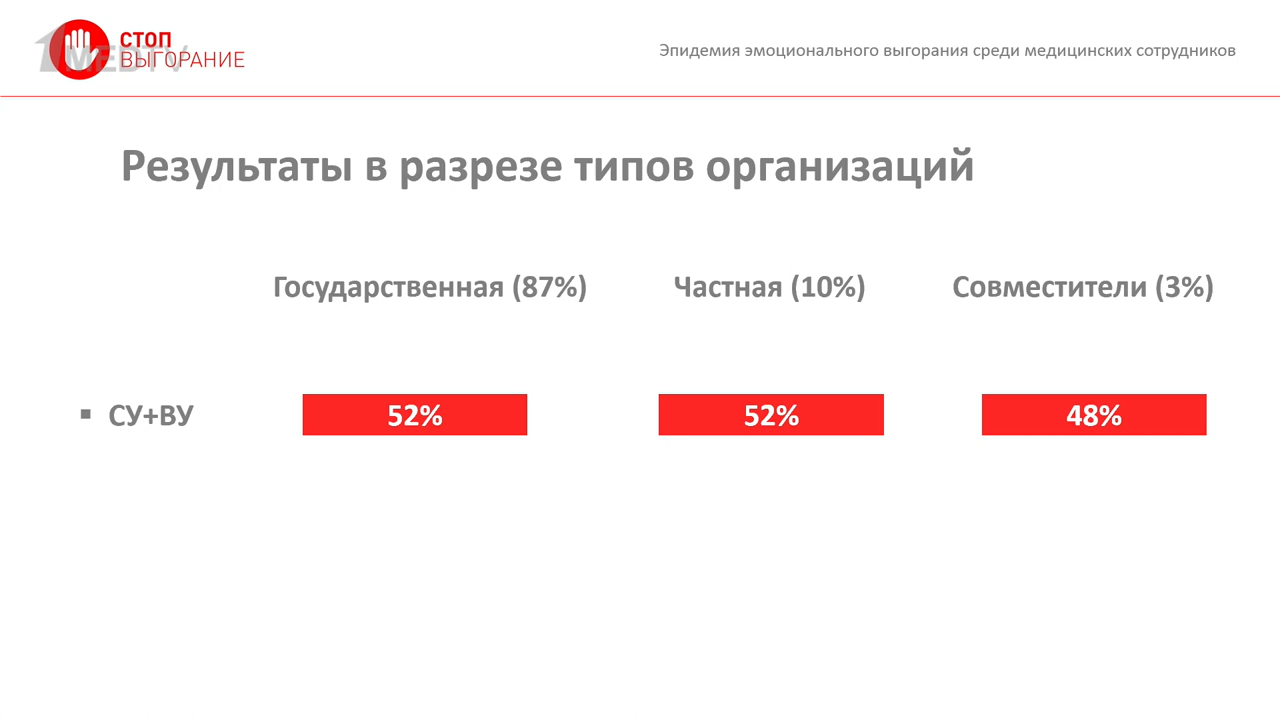 СТОП
ВЫГОРАНИЕ
MEDTV
Эпидемия эмоционального выгорания среди медицинских сотрудников
Результаты в разрезе типов организаций
Государственная (87%) Частная (10%) Совместители (3%)
▪ СУ+ВУ 52% 52% 48%